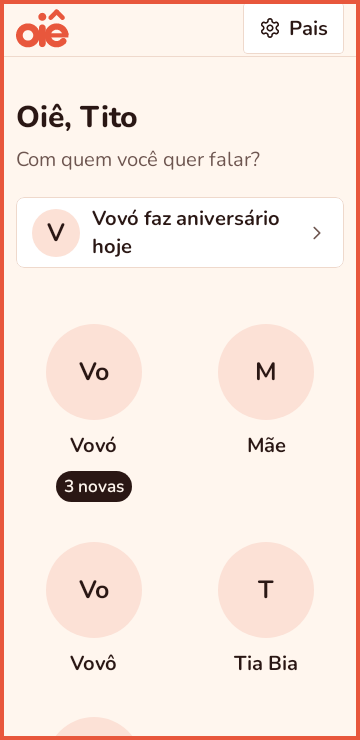 oiê
Pais
Oiê, Tito
Com quem você quer falar?
V
Vovó faz aniversário
hoje
Vo
M
Vovó
Mãe
3 novas
Vo
T
Vovô
Tia Bia